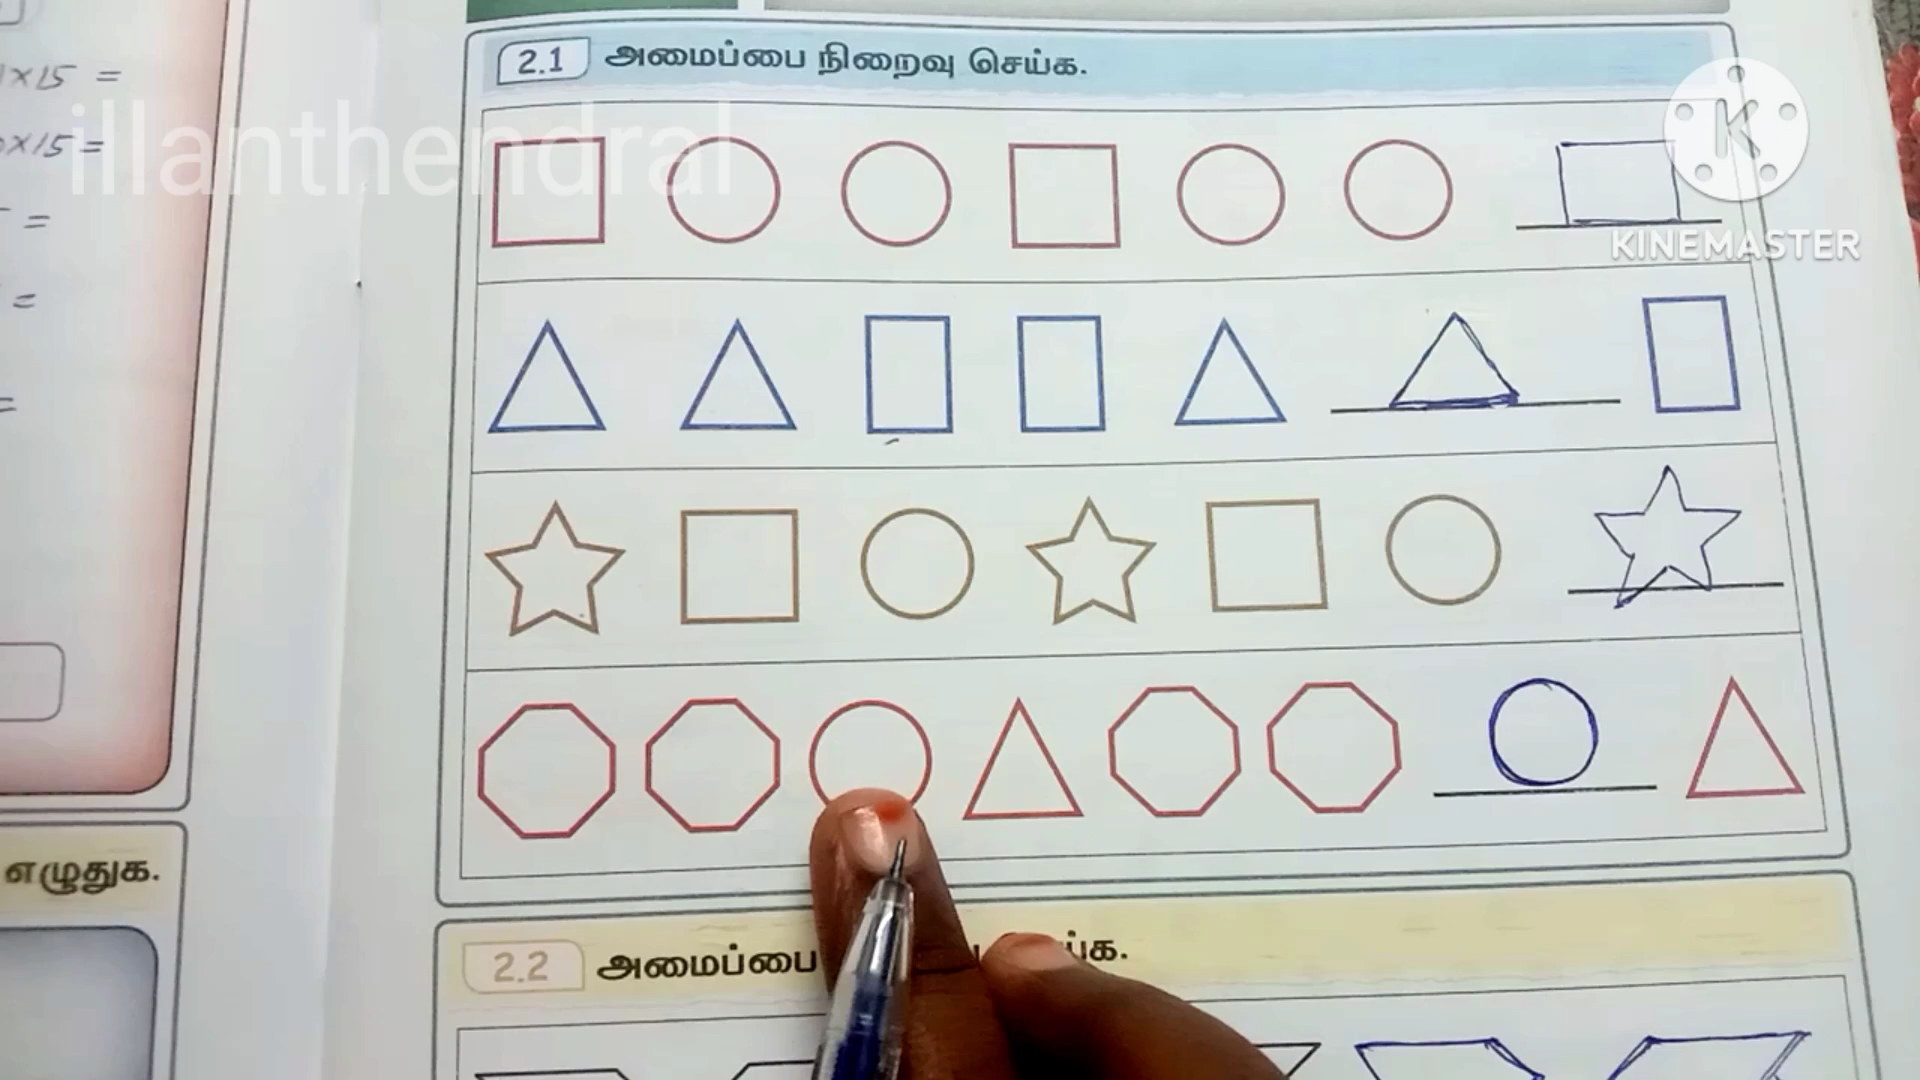 2.1 அமைப்பை நிறைவு செய்க.
×15 =
×15 =
illanthendral
K
KINEMASTER
=
=
=
எழுதுக.
2.2 அமைப்பை